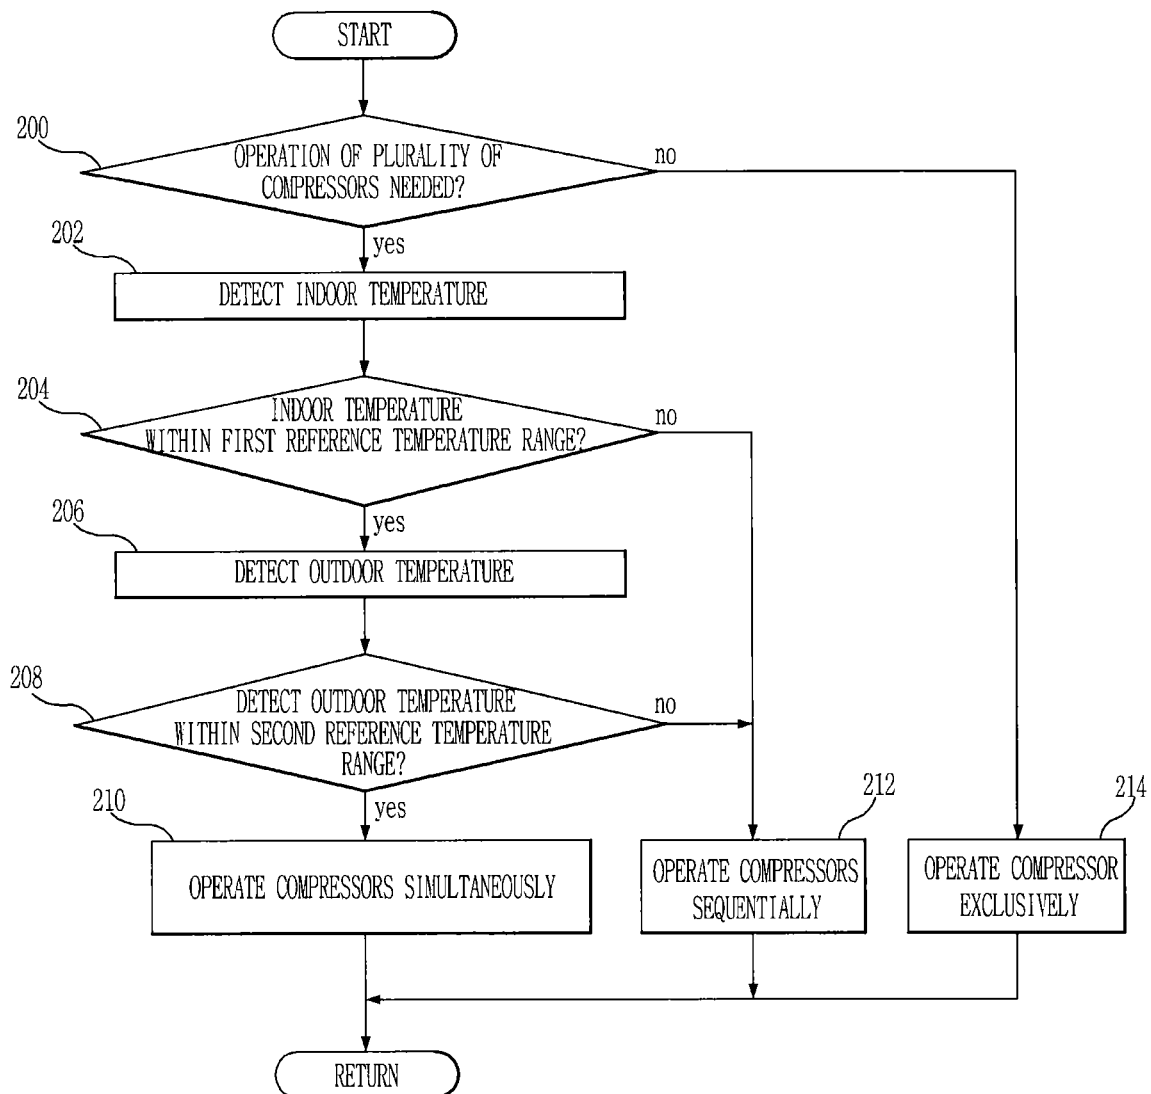 START
200
OPERATION OF PLURALITY OF
COMPRESSORS NEEDED?
no
yes
202
DETECT INDOOR TEMPERATURE
204
INDOOR TEMPERATURE
WITHIN FIRST REFERENCE TEMPERATURE RANGE?
no
yes
206
DETECT OUTDOOR TEMPERATURE
208
DETECT OUTDOOR TEMPERATURE
WITHIN SECOND REFERENCE TEMPERATURE
RANGE?
no
yes
210
OPERATE COMPRESSORS SIMULTANEOUSLY
212
OPERATE COMPRESSORS
SEQUENTIALLY
214
OPERATE COMPRESSOR
EXCLUSIVELY
RETURN